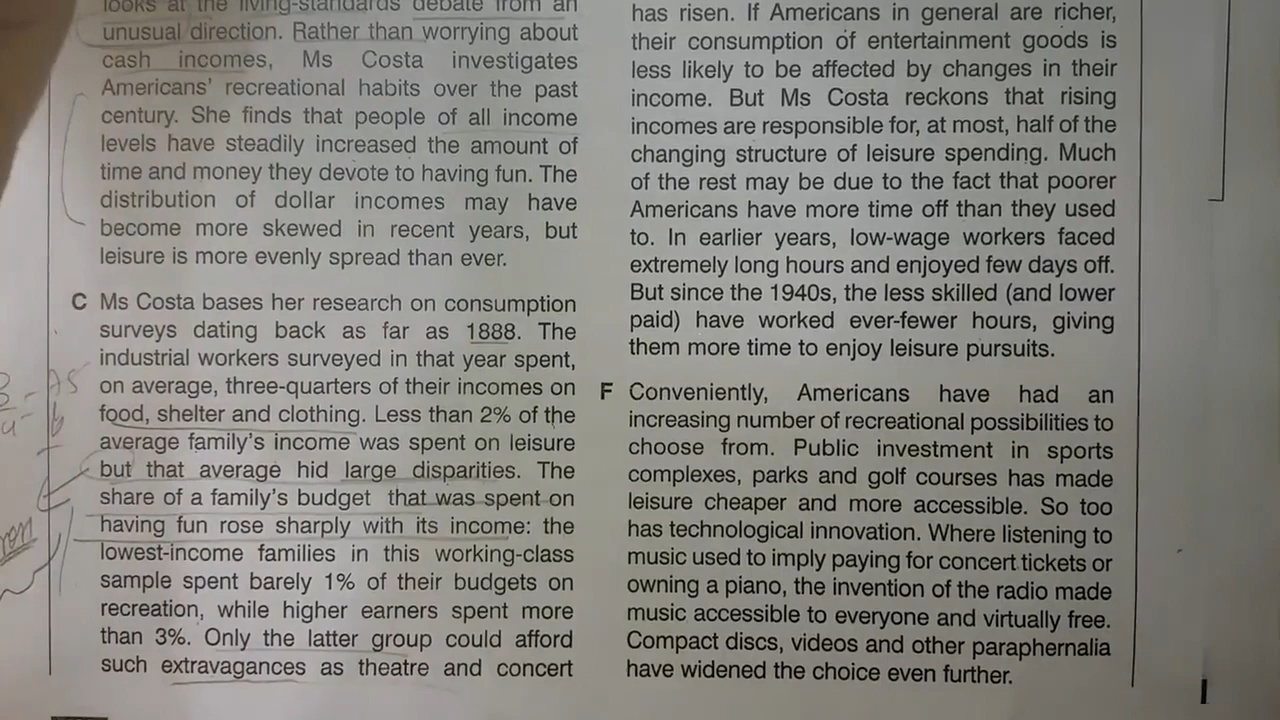 looks at the living-standards debate from an
unusual direction. Rather than worrying about
cash incomes, Ms Costa investigates
Americans' recreational habits over the past
century. She finds that people of all income
levels have steadily increased the amount of
time and money they devote to having fun. The
distribution of dollar incomes may have
become more skewed in recent years, but
leisure is more evenly spread than ever.
C Ms Costa bases her research on consumption
surveys dating back as far as 1888. The
industrial workers surveyed in that year spent,
on average, three-quarters of their incomes on
food, shelter and clothing. Less than 2% of the
average family's income was spent on leisure
but that average hid large disparities. The
share of a family's budget that was spent on
having fun rose sharply with its income: the
lowest-income families in this working-class
sample spent barely 1% of their budgets on
recreation, while higher earners spent more
than 3%. Only the latter group could afford
such extravagances as theatre and concert
has risen. If Americans in general are richer,
their consumption of entertainment goods is
less likely to be affected by changes in their
income. But Ms Costa reckons that rising
incomes are responsible for, at most, half of the
changing structure of leisure spending. Much
of the rest may be due to the fact that poorer
Americans have more time off than they used
to. In earlier years, low-wage workers faced
extremely long hours and enjoyed few days off.
But since the 1940s, the less skilled (and lower
paid) have worked ever-fewer hours, giving
them more time to enjoy leisure pursuits.
F Conveniently, Americans have had an
increasing number of recreational possibilities to
choose from. Public investment in sports
complexes, parks and golf courses has made
leisure cheaper and more accessible. So too
has technological innovation. Where listening to
music used to imply paying for concert tickets or
owning a piano, the invention of the radio made
music accessible to everyone and virtually free.
Compact discs, videos and other paraphernalia
have widened the choice even further.